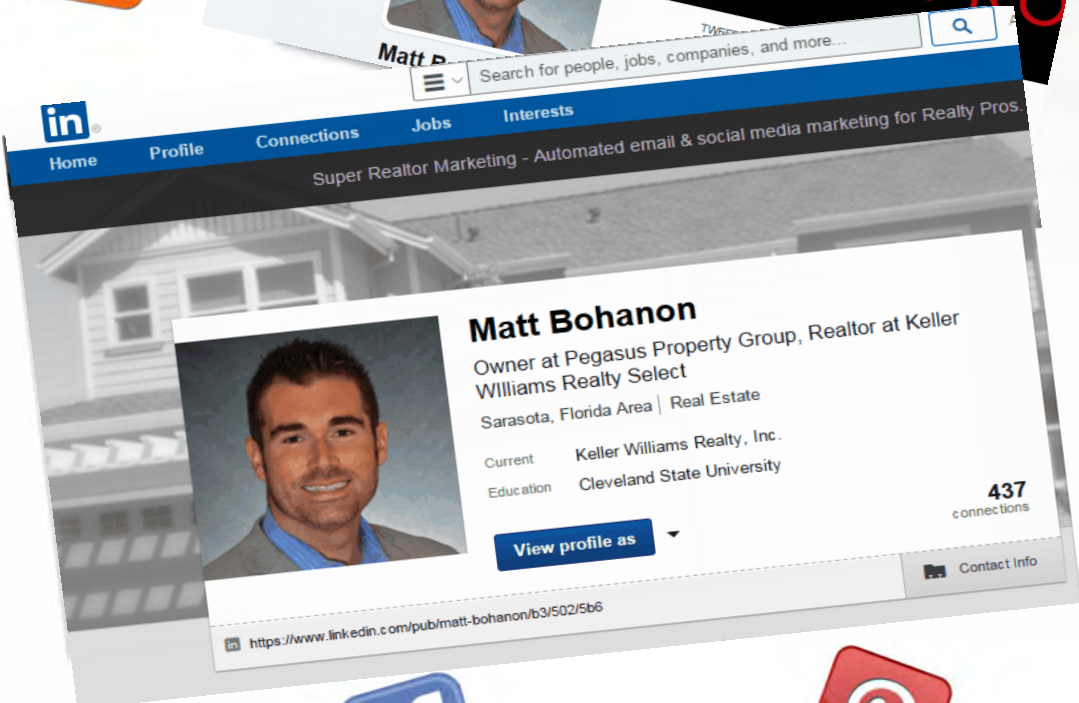 TWEE
Matt B
Search for people, jobs, companies, and more...
in ®
Home Profile Connections Jobs Interests
Super Realtor Marketing - Automated email & social media marketing for Realty Pros.
Matt Bohanon
Owner at Pegasus Property Group, Realtor at Keller
WIlliams Realty Select
Sarasota, Florida Area | Real Estate
Current Keller Williams Realty, Inc.
Education Cleveland State University
437
connections
View profile as
Contact Info
in https://www.linkedin.com/pub/matt-bohanon/b3/502/5b6